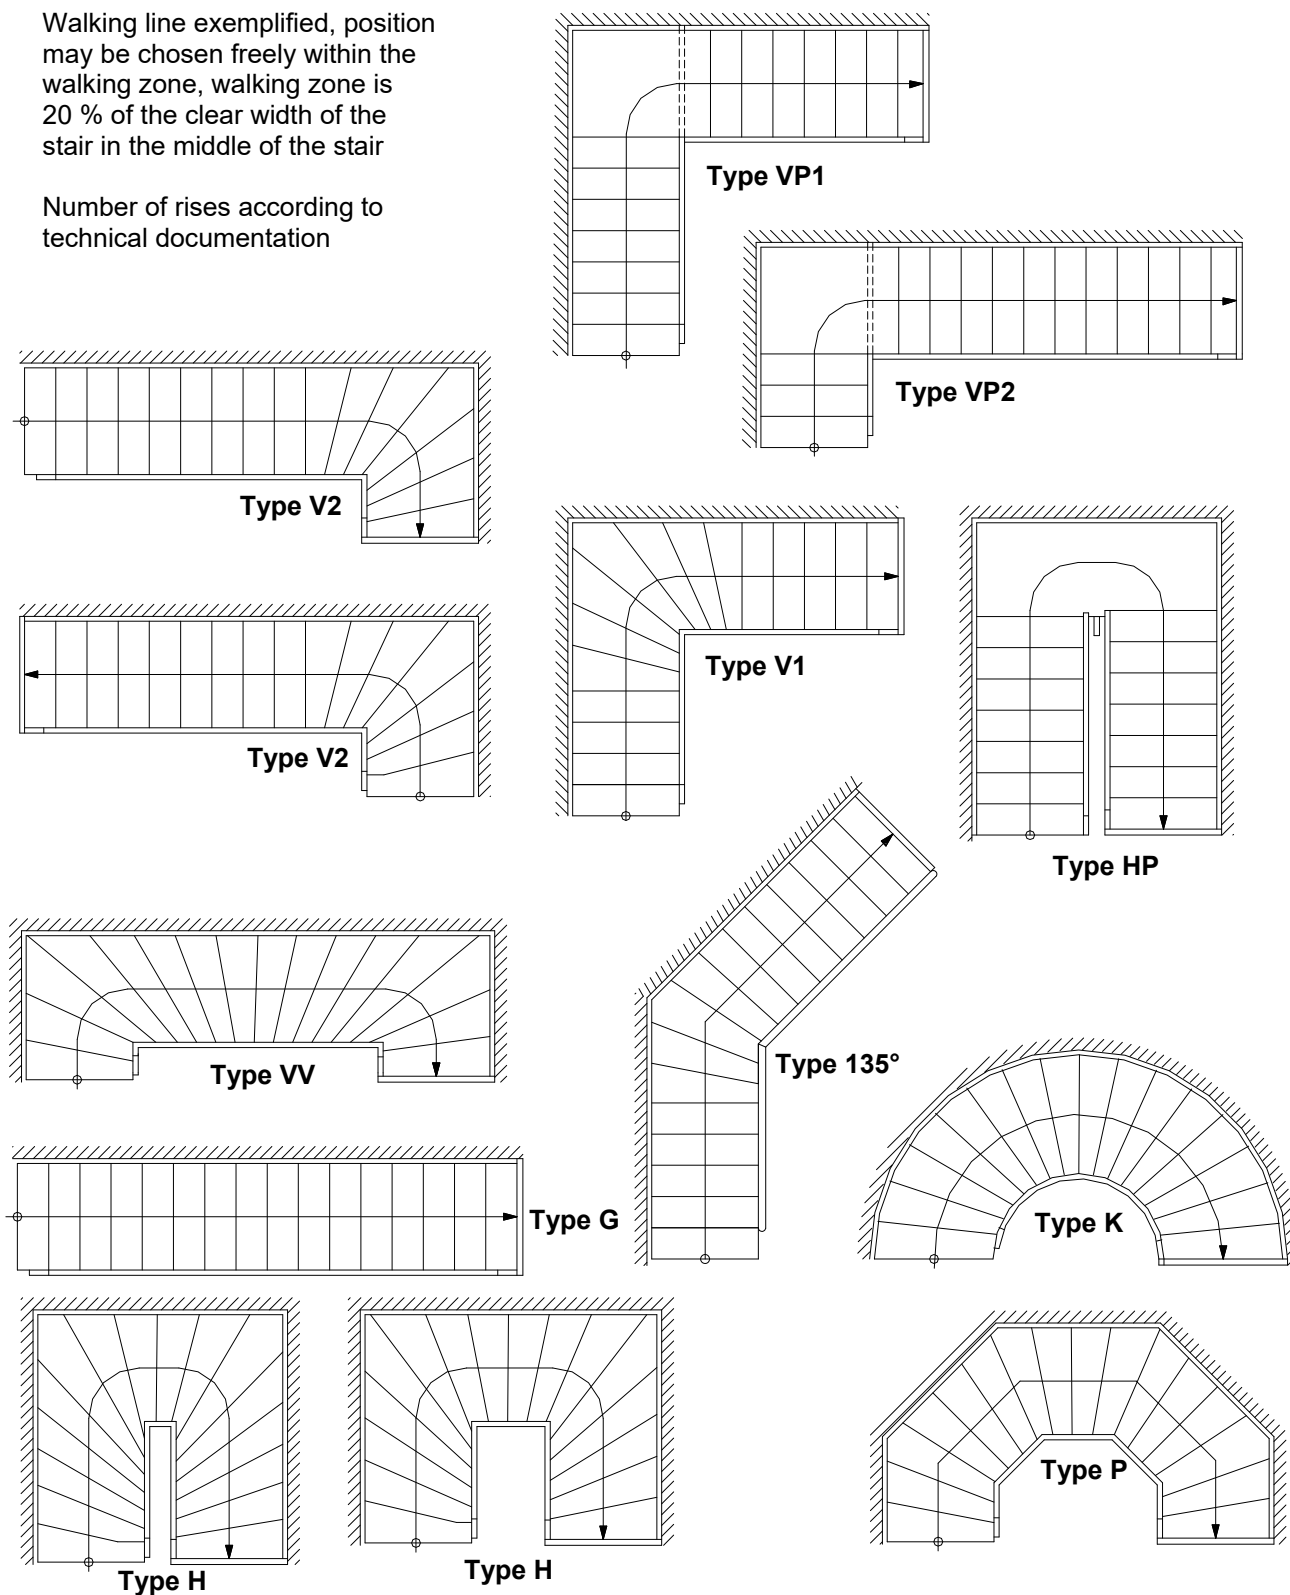 Walking line exemplified, position
may be chosen freely within the
walking zone, walking zone is
20 % of the clear width of the
stair in the middle of the stair
Number of rises according to
technical documentation
Type VP1
Type VP2
Type V2
Type V1
Type V2
Type HP
Type VV
Type 135°
Type G
Type K
Type P
Type H
Type H